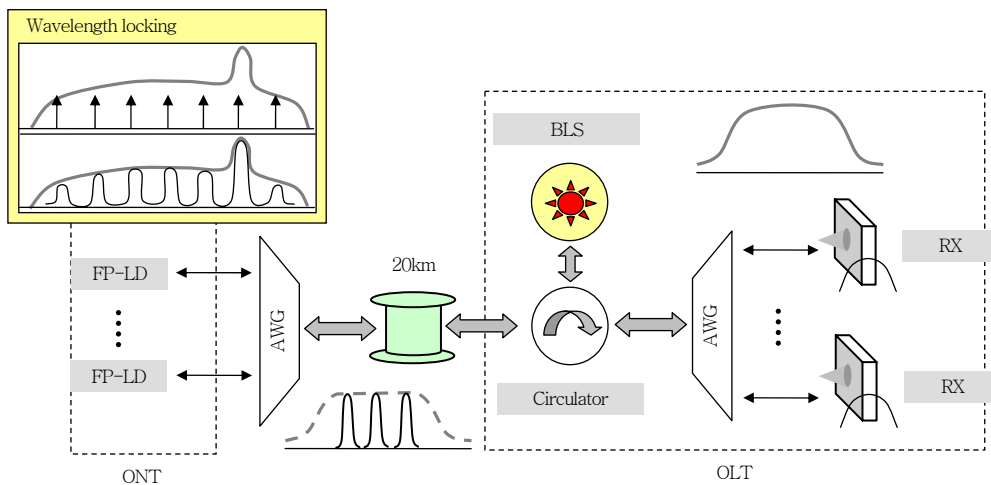 Wavelength locking
BLS
FP-LD
20km
RX
AWG
AWG
FP-LD
Circulator
RX
ONT
OLT